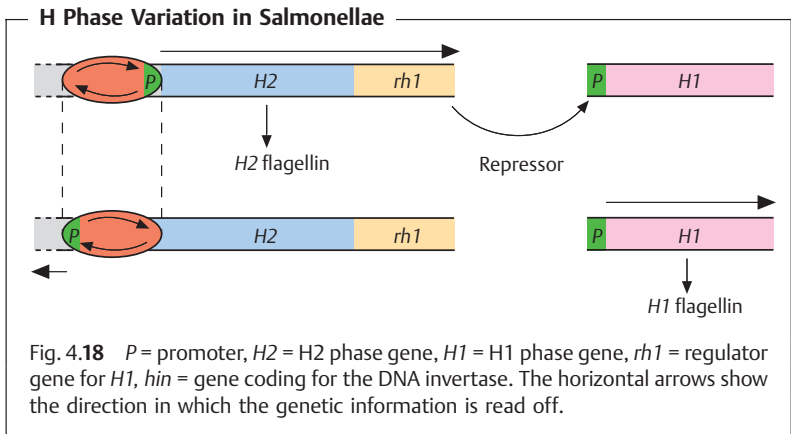 H Phase Variation in Salmonellae
P H2 rh1 P H1
H2 flagellin
Repressor
P H2 rh1 P H1
H1 flagellin
Fig. 4.18 P = promoter, H2 = H2 phase gene, H1 = H1 phase gene, rh1 = regulator
gene for H1, hin = gene coding for the DNA invertase. The horizontal arrows show
the direction in which the genetic information is read off.